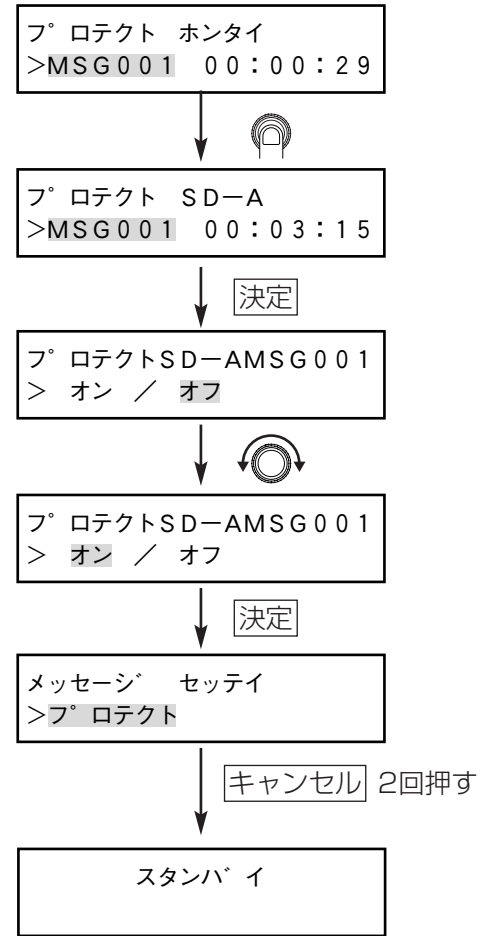 プロテクト ホンタイ
>MSG001 00:00:29
プロテクト SD－A
>MSG001 00:03:15
決定
プロテクトSD－AMSG001
> オン ／ オフ
プロテクトSD－AMSG001
> オン ／ オフ
決定
メッセージ セッテイ
>プロテクト
キャンセル 2回押す
スタンバイ